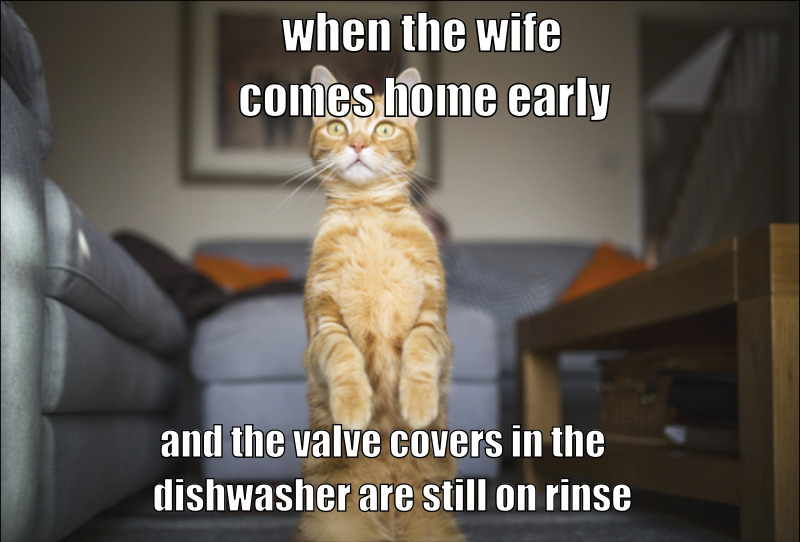 when the wife
comes home early
and the valve covers in the
dishwasher are still on rinse